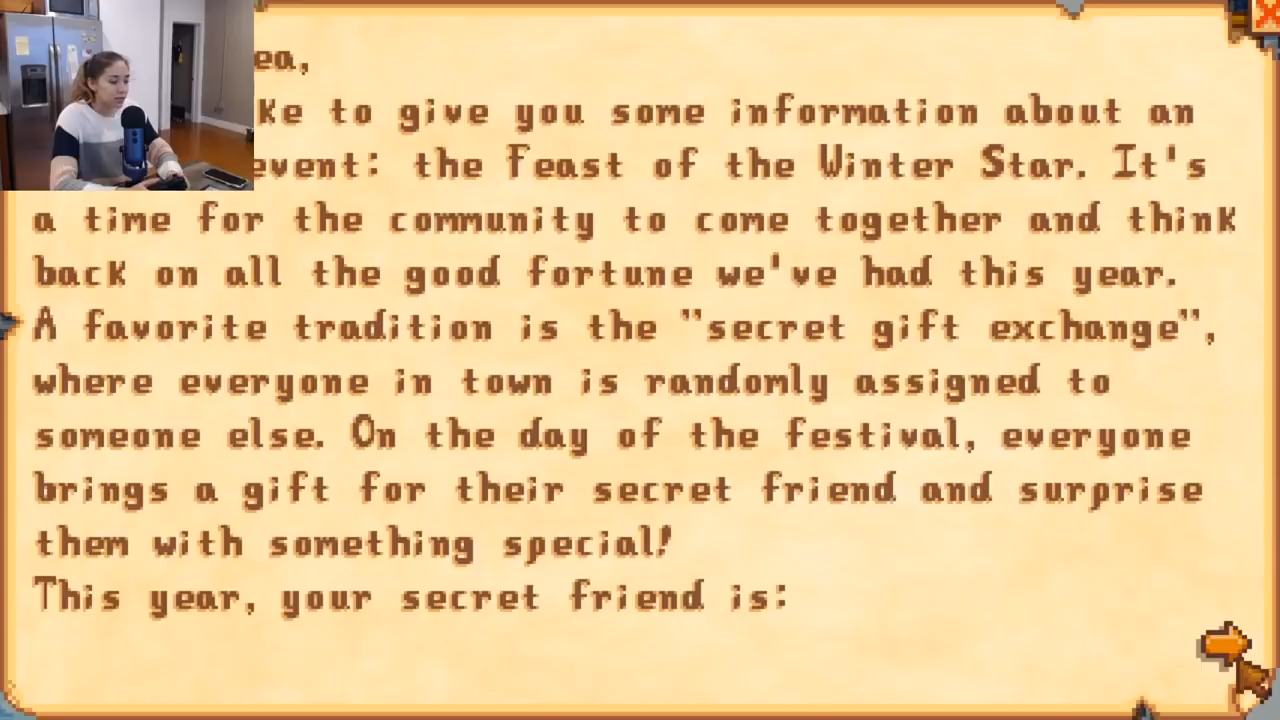 ea,
ke to give you some information about an
event: the Feast of the Winter Star. It's
a time for the community to come together and think
back on all the good fortune we've had this year.
A favorite tradition is the "secret gift exchange",
where everyone in town is randomly assigned to
someone else. On the day of the festival, everyone
brings a gift for their secret friend and surprise
them with something special!
This year, your secret friend is: